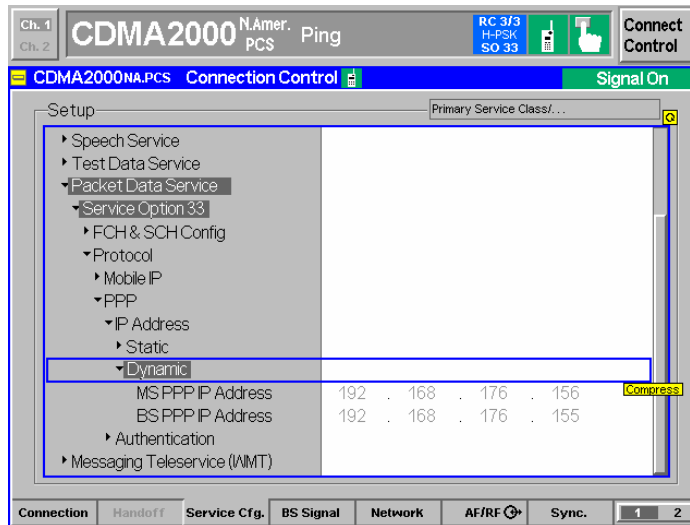 Ch. 1
Ch. 2
CDMA2000 N.Amer. PCS Ping
RC 3/3
H-PSK
SO 33
Connect
Control
CDMA2000 NA.PCS Connection Control
Signal On
Setup
Primary Service Class/...
Speech Service
Test Data Service
Packet Data Service
Service Option 33
FCH & SCH Config
Protocol
Mobile IP
PPP
IP Address
Static
Dynamic
Compress
MS PPP IP Address 192 . 168 . 176 . 156
BS PPP IP Address 192 . 168 . 176 . 155
Authentication
Messaging Teleservice (WMT)
Connection Handoff Service Cfg. BS Signal Network AF/RF Sync. 1 2